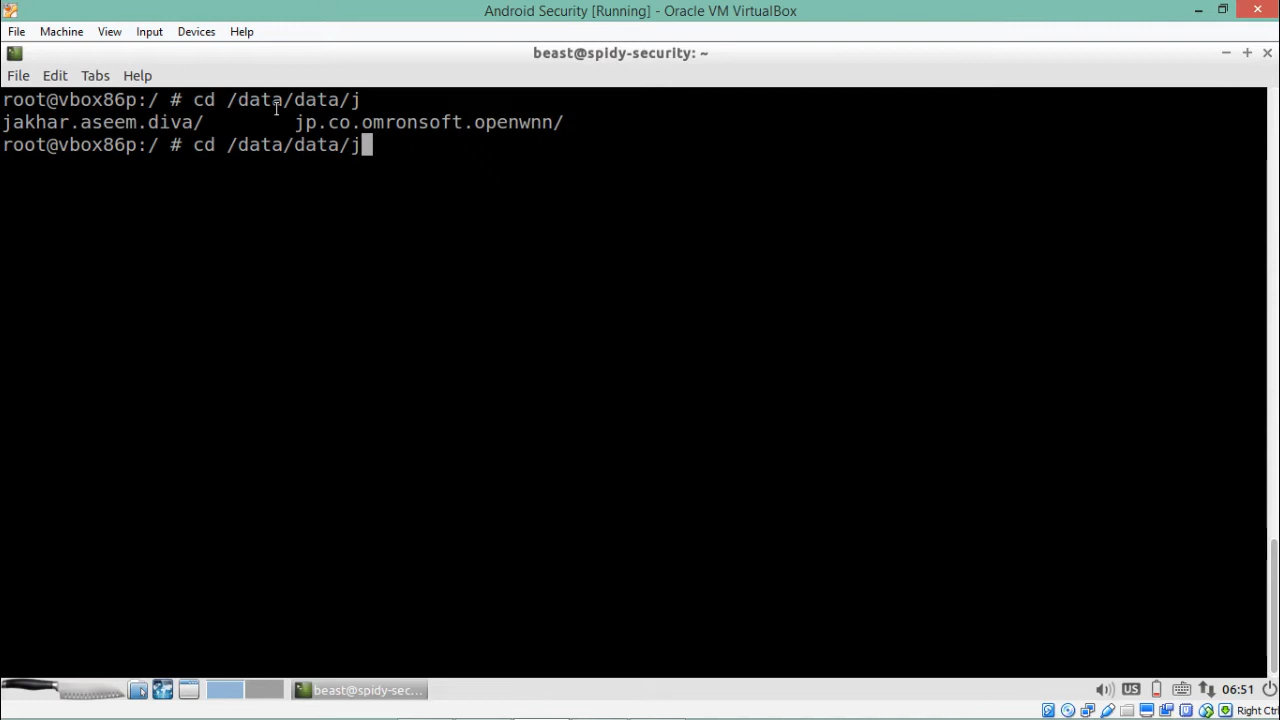 Android Security [Running] - Oracle VM VirtualBox
File Machine View Input Devices Help
beast@spidy-security: ~
File Edit Tabs Help
root@vbox86p:/ # cd /data/data/j
jakhar.aseem.diva/ jp.co.omronsoft.openwnn/
root@vbox86p:/ # cd /data/data/j
beast@spidy-sec...
US
06:51
Right Ctrl